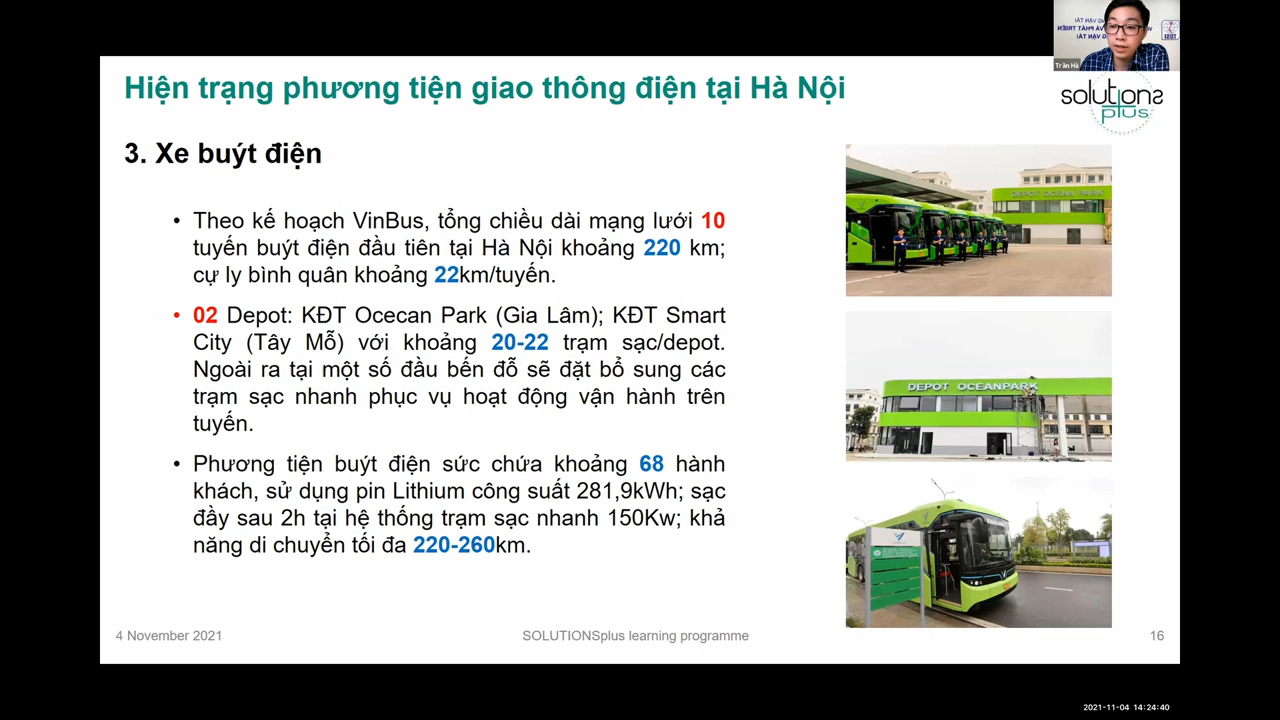 Hiện trạng phương tiện giao thông điện tại Hà Nội
Trần Hà
solutions
plus
3. Xe buýt điện
• Theo kế hoạch VinBus, tổng chiều dài mạng lưới 10
tuyến buýt điện đầu tiên tại Hà Nội khoảng 220 km;
cự ly bình quân khoảng 22km/tuyến.
• 02 Depot: KĐT Ocecan Park (Gia Lâm); KĐT Smart
City (Tây Mỗ) với khoảng 20-22 trạm sạc/depot.
Ngoài ra tại một số đầu bến đỗ sẽ đặt bổ sung các
trạm sạc nhanh phục vụ hoạt động vận hành trên
tuyến.
• Phương tiện buýt điện sức chứa khoảng 68 hành
khách, sử dụng pin Lithium công suất 281,9kWh; sạc
đầy sau 2h tại hệ thống trạm sạc nhanh 150Kw; khả
năng di chuyển tối đa 220-260km.
DEPOT OCEAN PARK
DEPOT OCEANPARK
4 November 2021
SOLUTIONSplus learning programme
16
2021-11-04 14:24:40